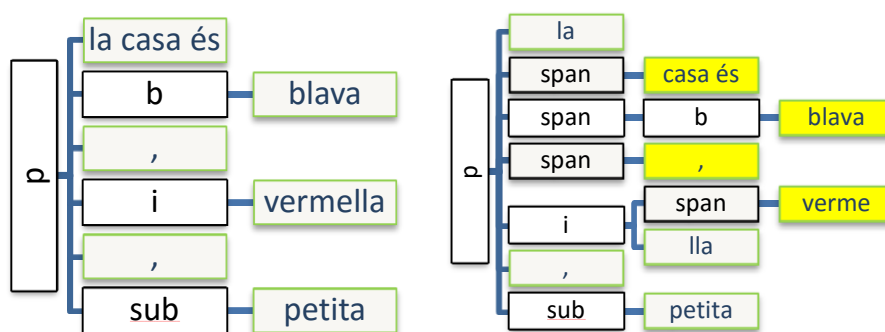 p
la casa és
b blava
,
i vermella
,
sub petita
p
la
span casa és
span b blava
span ,
i span verme
lla
,
sub petita